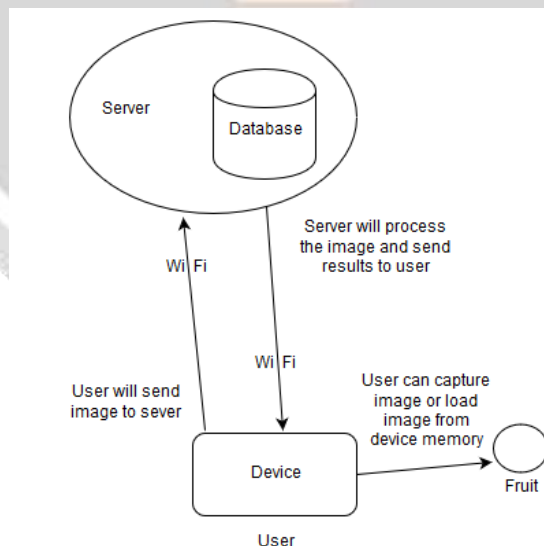 Server
Database
Server will process
the image and send
results to user
Wi Fi
Wi Fi
User will send
image to sever
User can capture
image or load
image from
device memory
Device
Fruit
User